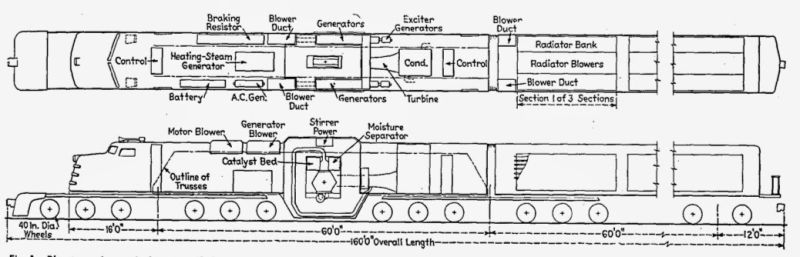 Braking
Resistor
Blower
Duct
Generators
Exciter
Generators
Blower
Duct
Control
Heating-Steam
Generator
Cond.
Control
Radiator Bank
Radiator Blowers
Battery
A.C.Gen.
Blower
Duct
Generators
Turbine
Blower Duct
Section 1 of 3 Sections
Motor Blower
Generator
Blower
Stirrer
Power
Moisture
Separator
Catalyst Bed
Outline of
Trusses
40 In. Dia.
Wheels
16'0"
60'0"
60'0"
12'0"
160'0" Overall Length